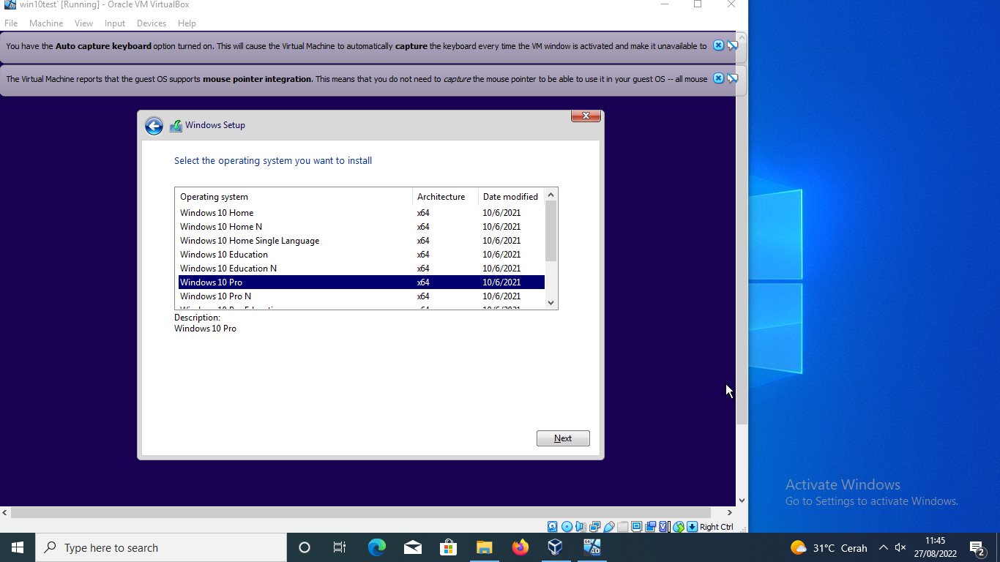 win10test` [Running] - Oracle VM VirtualBox
File Machine View Input Devices Help
You have the Auto capture keyboard option turned on. This will cause the Virtual Machine to automatically capture the keyboard every time the VM window is activated and make it unavailable to
The Virtual Machine reports that the guest OS supports mouse pointer integration. This means that you do not need to capture the mouse pointer to be able to use it in your guest OS -- all mouse
Windows Setup
Select the operating system you want to install
Operating system Architecture Date modified
Windows 10 Home x64 10/6/2021
Windows 10 Home N x64 10/6/2021
Windows 10 Home Single Language x64 10/6/2021
Windows 10 Education x64 10/6/2021
Windows 10 Education N x64 10/6/2021
Windows 10 Pro x64 10/6/2021
Windows 10 Pro N x64 10/6/2021
Description:
Windows 10 Pro
Next
Activate Windows
Go to Settings to activate Windows.
Right Ctrl
Type here to search
31°C Cerah
11:45
27/08/2022
2